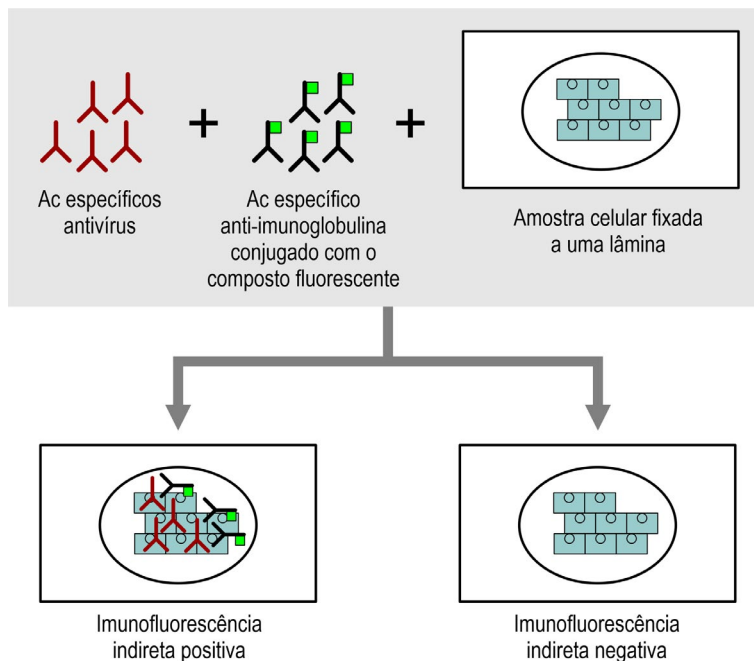 Ac específicos
antivírus
Ac específico
anti-imunoglobulina
conjugado com o
composto fluorescente
Amostra celular fixada
a uma lâmina
Imunofluorescência
indireta positiva
Imunofluorescência
indireta negativa